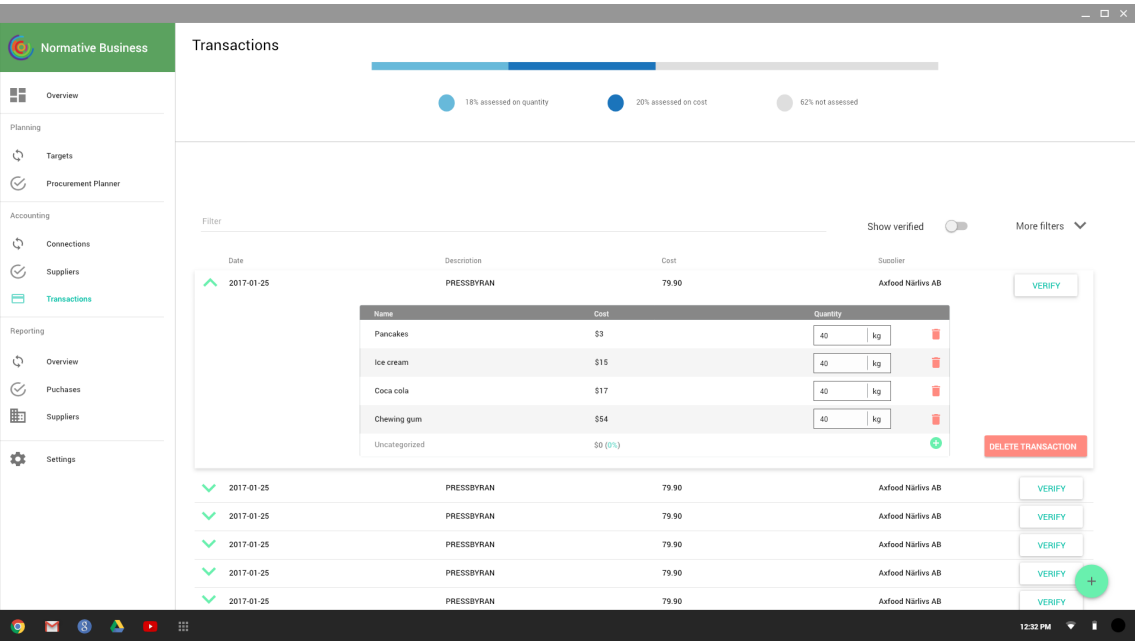 Normative Business
Transactions
18% assessed on quantity
20% assessed on cost
62% not assessed
Overview
Planning
Targets
Procurement Planner
Accounting
Connections
Suppliers
Transactions
Reporting
Overview
Puchases
Suppliers
Settings
Filter
Show verified
More filters
Date Description Cost Supplier
2017-01-25 PRESSBYRAN 79.90 Axfood Närlivs AB VERIFY
Name Cost Quantity
Pancakes $3 40 kg
Ice cream $15 40 kg
Coca cola $17 40 kg
Chewing gum $54 40 kg
Uncategorized $0 (0%)
DELETE TRANSACTION
2017-01-25 PRESSBYRAN 79.90 Axfood Närlivs AB VERIFY
2017-01-25 PRESSBYRAN 79.90 Axfood Närlivs AB VERIFY
2017-01-25 PRESSBYRAN 79.90 Axfood Närlivs AB VERIFY
2017-01-25 PRESSBYRAN 79.90 Axfood Närlivs AB VERIFY
2017-01-25 PRESSBYRAN 79.90 Axfood Närlivs AB VERIFY
12:32 PM